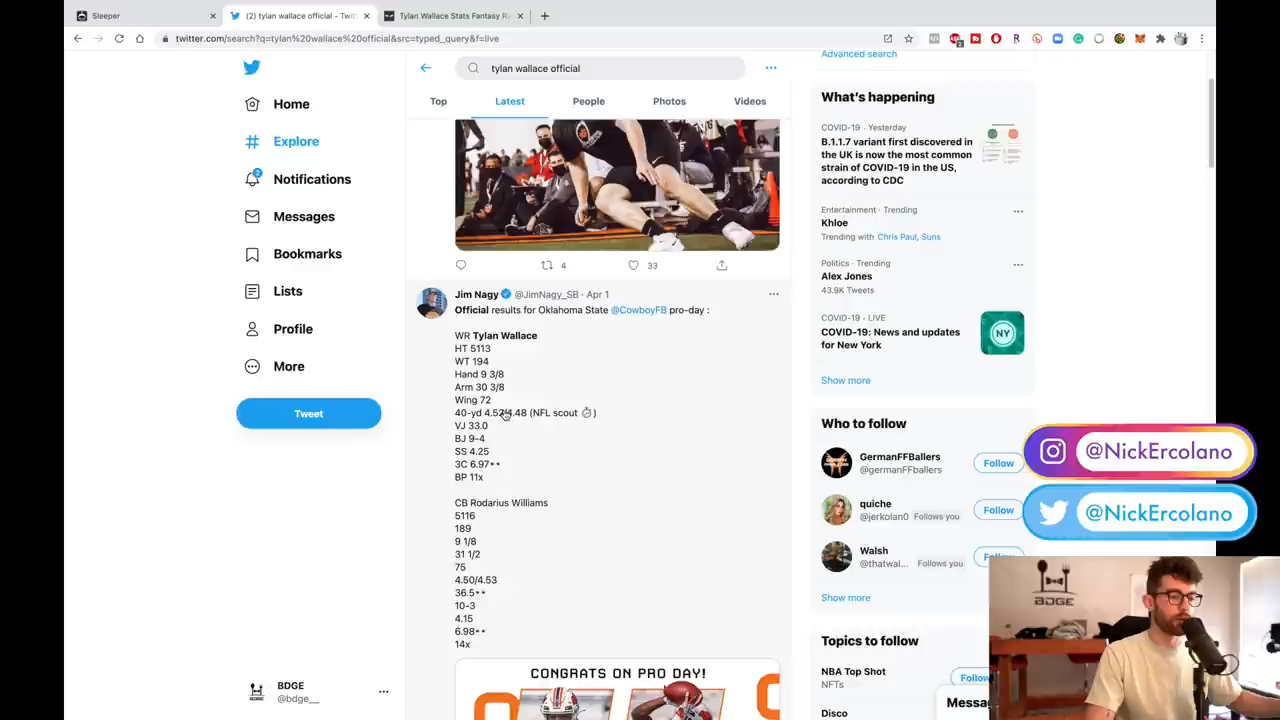 Sleeper
(2) tylan wallace official - Twit
Tylan Wallace Stats Fantasy Ra
twitter.com/search?q=tylan%20wallace%20official&src=typed_query&f=live
tylan wallace official
Top
Latest
People
Photos
Videos
Home
Explore
Notifications
Messages
Bookmarks
Lists
Profile
More
Tweet
BDGE
@bdge__
4
33
Jim Nagy @JimNagy_SB · Apr 1
Official results for Oklahoma State @CowboyFB pro-day :
WR Tylan Wallace
HT 5113
WT 194
Hand 9 3/8
Arm 30 3/8
Wing 72
40-yd 4.52/4.48 (NFL scout ⏱)
VJ 33.0
BJ 9-4
SS 4.25
3C 6.97**
BP 11x
CB Rodarius Williams
5116
189
9 1/8
31 1/2
75
4.50/4.53
36.5**
10-3
4.15
6.98**
14x
CONGRATS ON PRO DAY!
Advanced search
What's happening
COVID-19 · Yesterday
B.1.1.7 variant first discovered in
the UK is now the most common
strain of COVID-19 in the US,
according to CDC
Entertainment · Trending
Khloe
Trending with Chris Paul, Suns
Politics · Trending
Alex Jones
43.9K Tweets
COVID-19 · LIVE
COVID-19: News and updates
for New York
NY
Show more
Who to follow
GermanFFBallers
@germanffballers
Follow
quiche
@jerkolan0 Follows you
Follow
Walsh
@thatwal... Follows you
Show more
Topics to follow
NBA Top Shot
NFTs
Disco
@NickErcolano
@NickErcolano
BDGE